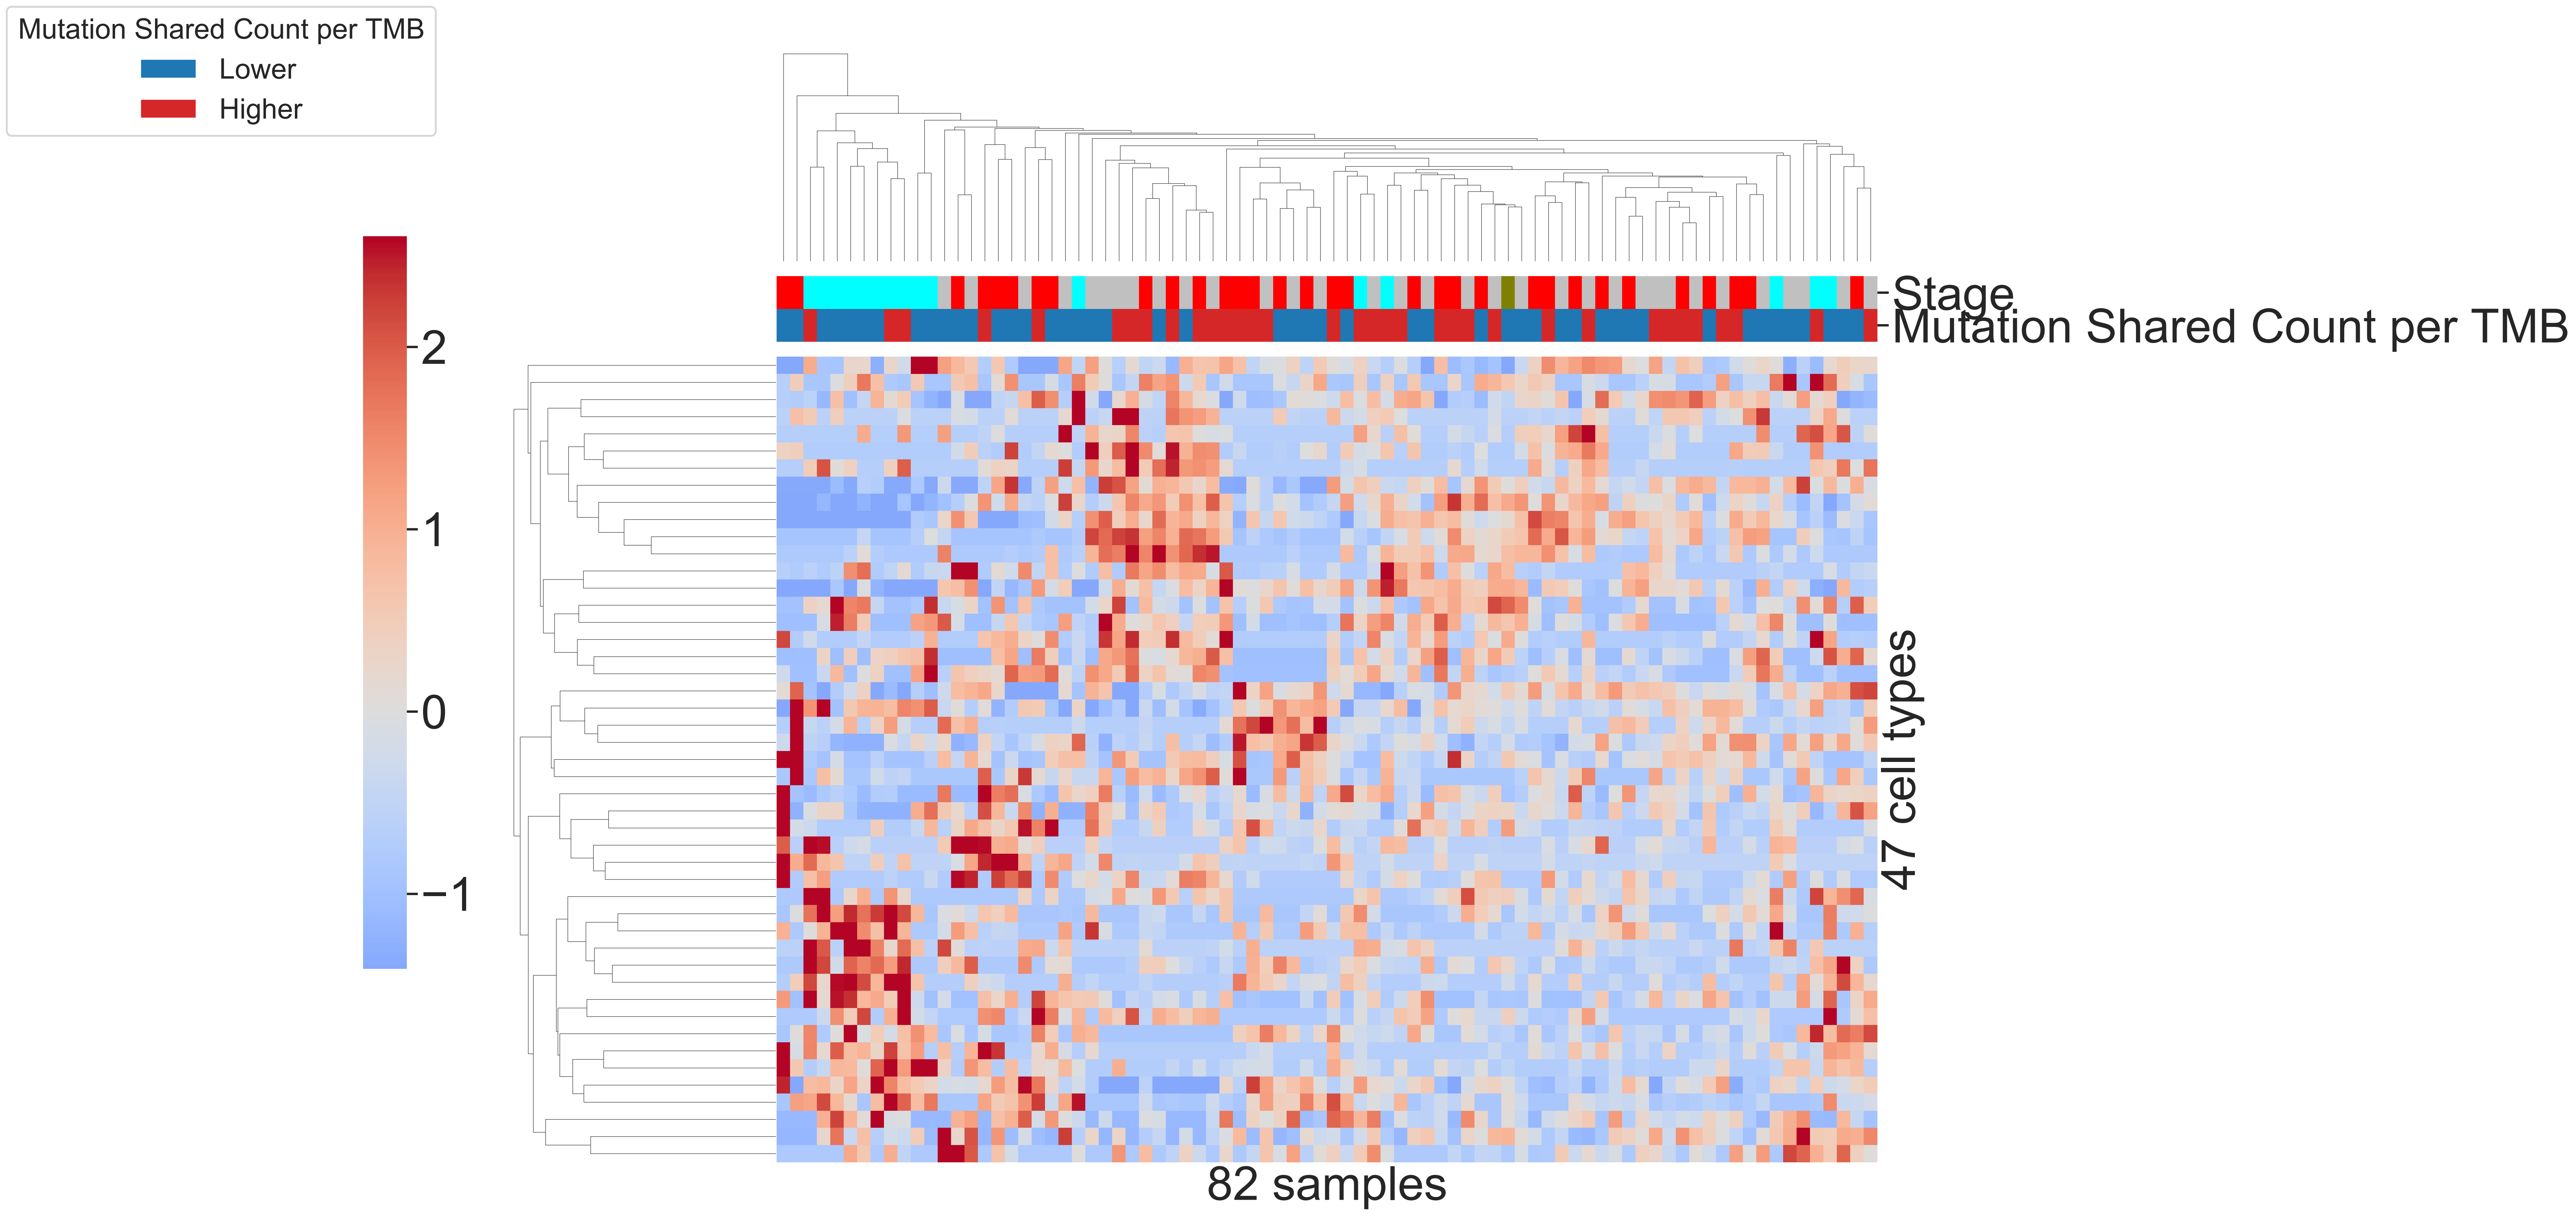 Mutation Shared Count per TMB
Lower
Higher
Stage
Mutation Shared Count per TMB
2
1
0
−1
47 cell types
82 samples